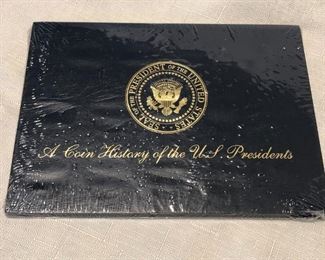 SEAL OF THE PRESIDENT OF THE UNITED STATES
A Coin History of the U.S. Presidents